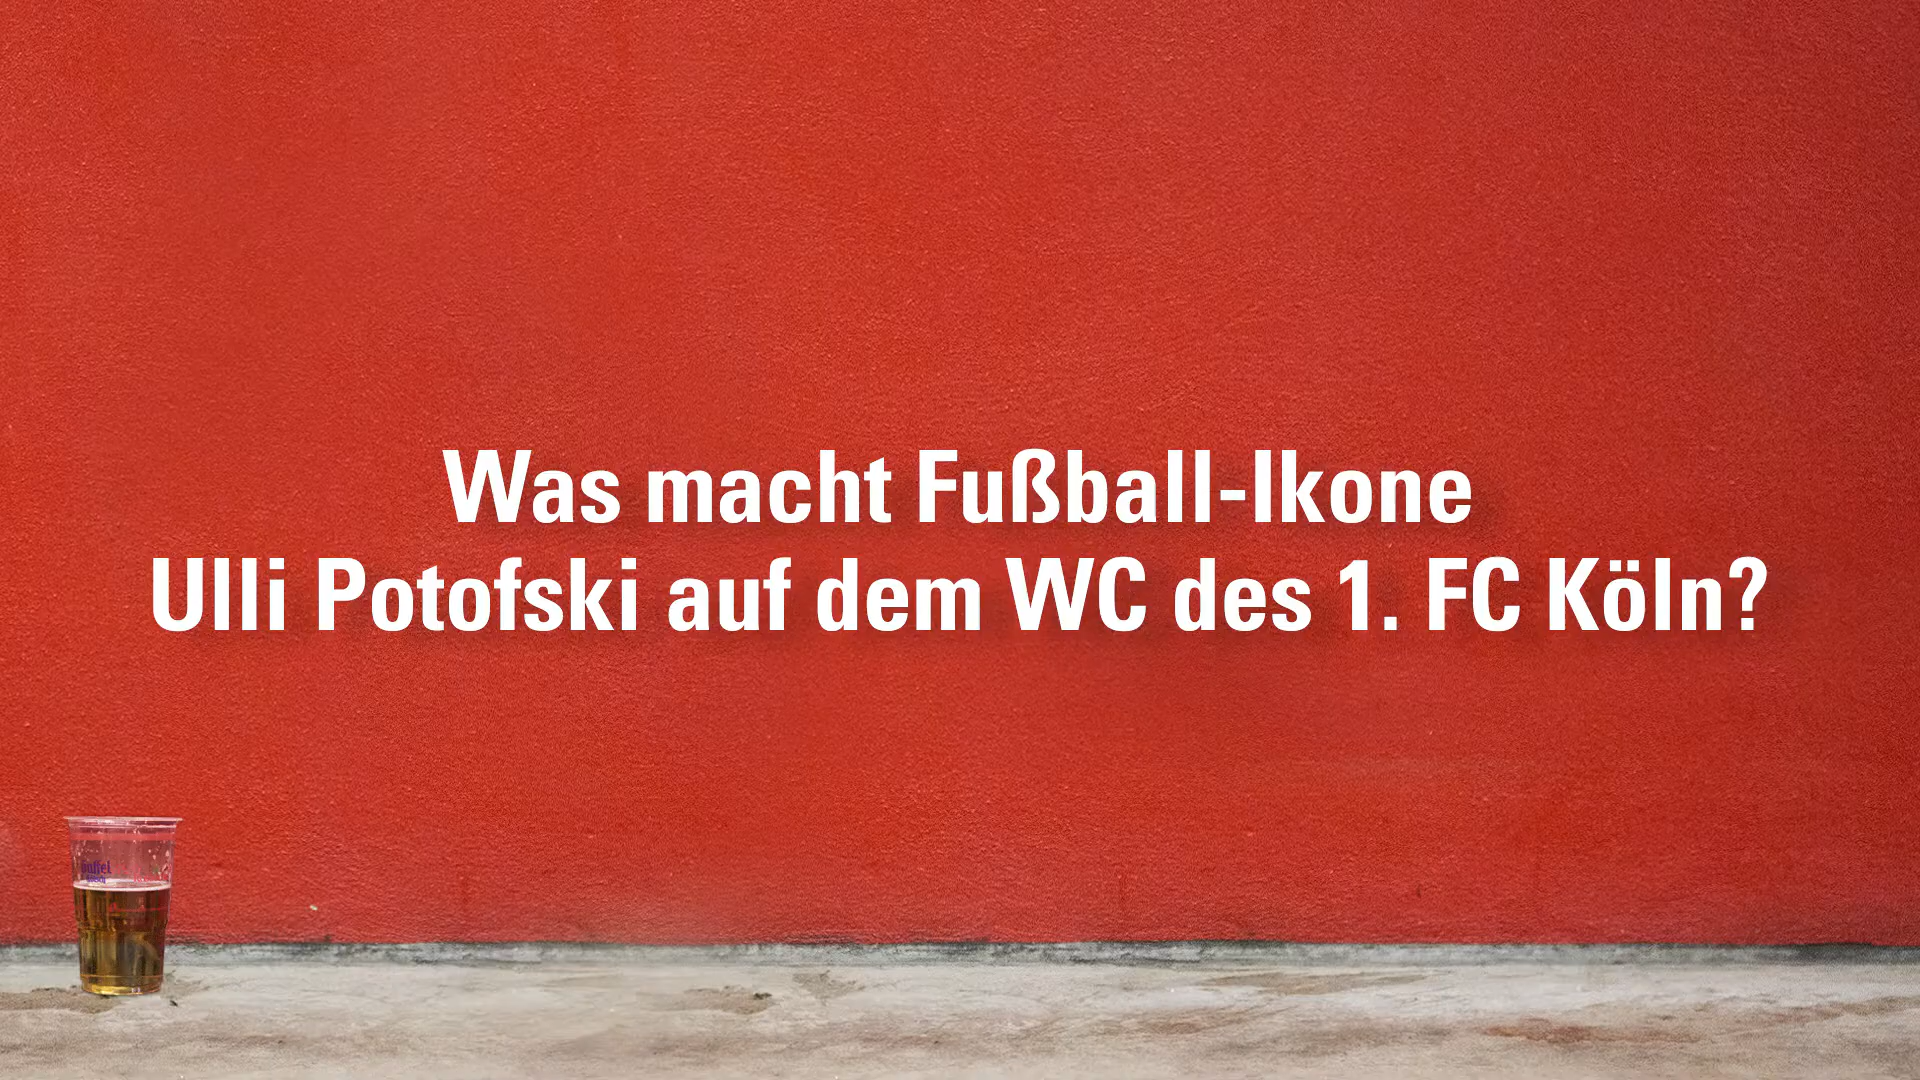 Was macht Fußball-Ikone
Ulli Potofski auf dem WC des 1. FC Köln?